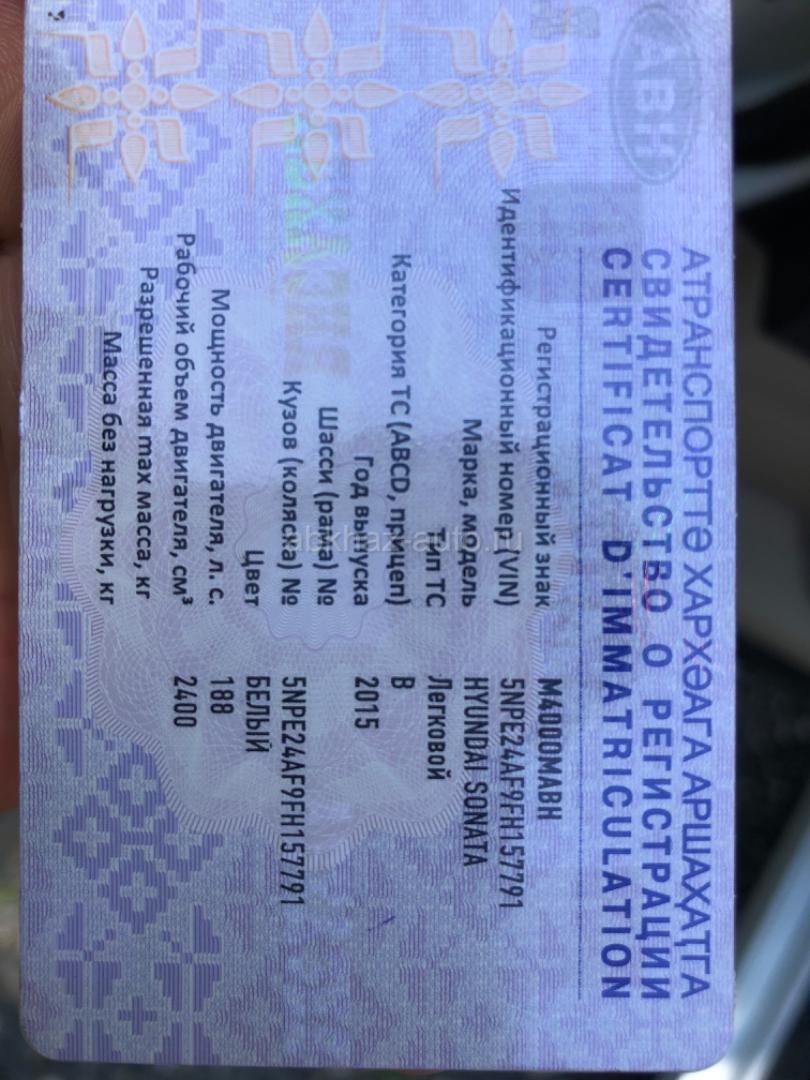 АВН
АТРАНСПОРТТӘ ХАРХӘАГА АРШАҲАҬГА
СВИДЕТЕЛЬСТВО О РЕГИСТРАЦИИ
CERTIFICAT D'IMMATRICULATION
Регистрационный знак М400ОМАВН
Идентификационный номер (VIN) 5NPE24AF9FH157791
Марка, модель HYUNDAI SONATA
Тип ТС Легковой
Категория ТС (ABCD, прицеп) B
Год выпуска 2015
Шасси (рама) №
Кузов (коляска) № 5NPE24AF9FH157791
Цвет БЕЛЫЙ
Мощность двигателя, л. с. 188
Рабочий объем двигателя, см³ 2400
Разрешенная max масса, кг
Масса без нагрузки, кг
abkhaz-auto.ru